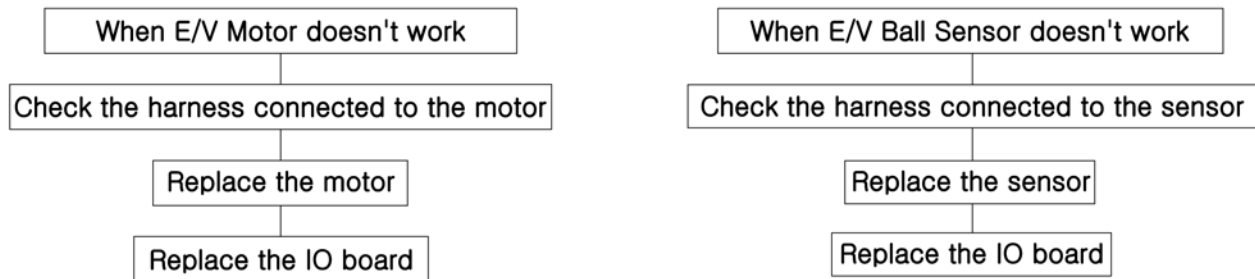 When E/V Motor doesn't work
Check the harness connected to the motor
Replace the motor
Replace the IO board
When E/V Ball Sensor doesn't work
Check the harness connected to the sensor
Replace the sensor
Replace the IO board